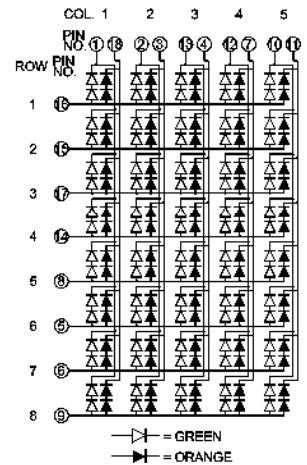 COL. 1 2 3 4 5
PIN NO. 1 18 2 3 13 4 12 7 10 11
ROW PIN NO.
1 16
2 15
3 17
4 14
5 8
6 5
7 6
8 9
= GREEN
= ORANGE